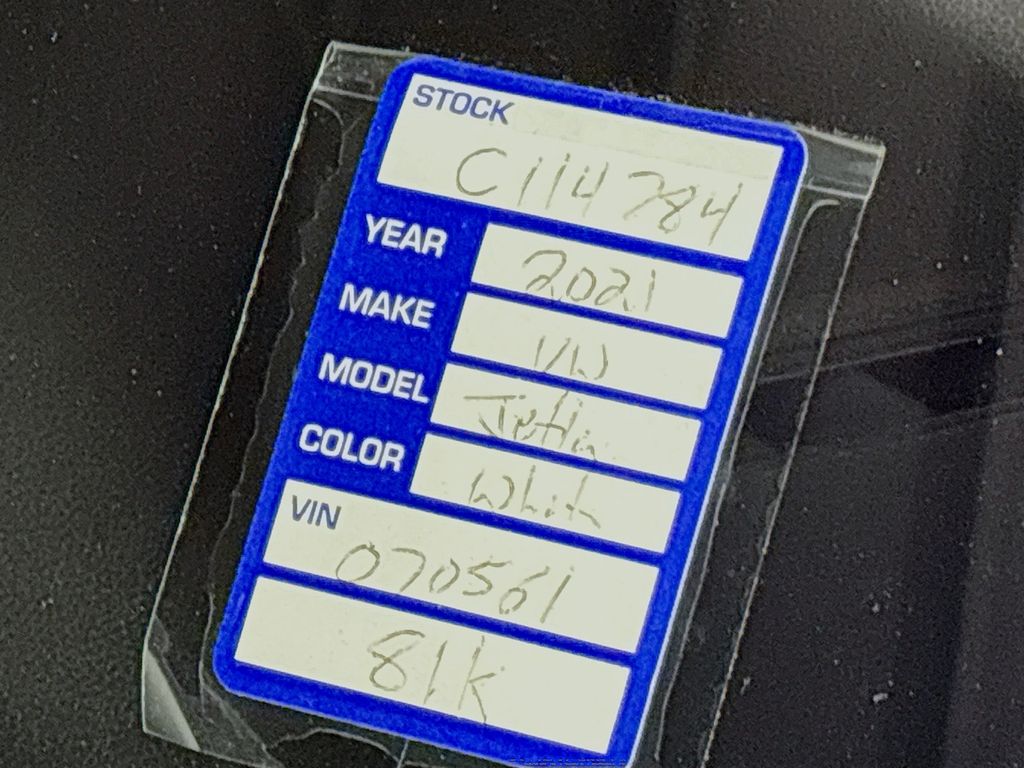 STOCK
C114784
YEAR 2021
MAKE VW
MODEL Jetta
COLOR White
VIN
070561
81k